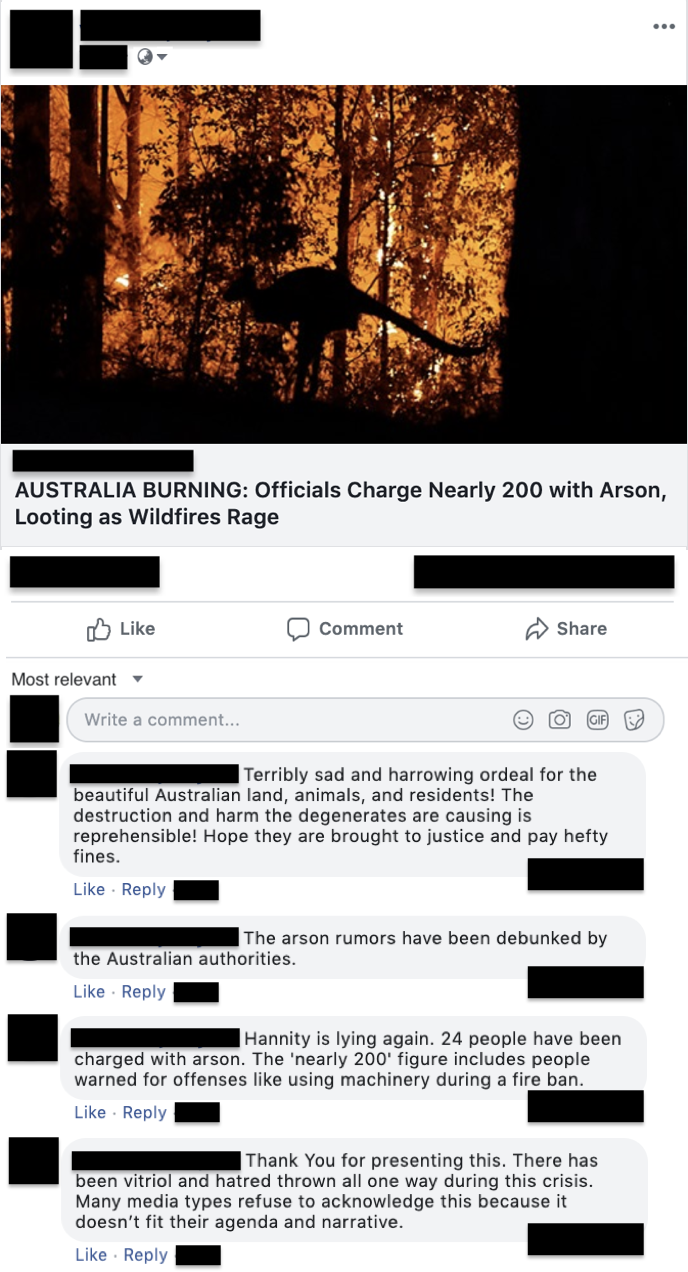 AUSTRALIA BURNING: Officials Charge Nearly 200 with Arson,
Looting as Wildfires Rage
Like
Comment
Share
Most relevant
Write a comment...
GIF
Terribly sad and harrowing ordeal for the
beautiful Australian land, animals, and residents! The
destruction and harm the degenerates are causing is
reprehensible! Hope they are brought to justice and pay hefty
fines.
Like · Reply
The arson rumors have been debunked by
the Australian authorities.
Like · Reply
Hannity is lying again. 24 people have been
charged with arson. The 'nearly 200' figure includes people
warned for offenses like using machinery during a fire ban.
Like · Reply
Thank You for presenting this. There has
been vitriol and hatred thrown all one way during this crisis.
Many media types refuse to acknowledge this because it
doesn’t fit their agenda and narrative.
Like · Reply